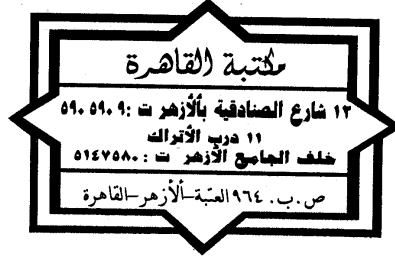 مكتبة القاهرة
١٢ شارع الصنادقية بالأزهر ت : ٥٩٠٥٩٠٩
١١ درب الأتراك
خلف الجامع الأزهر ت : ٥١٤٧٥٨٠
ص . ب . ٩٦٤ العتبة - الأزهر - القاهرة